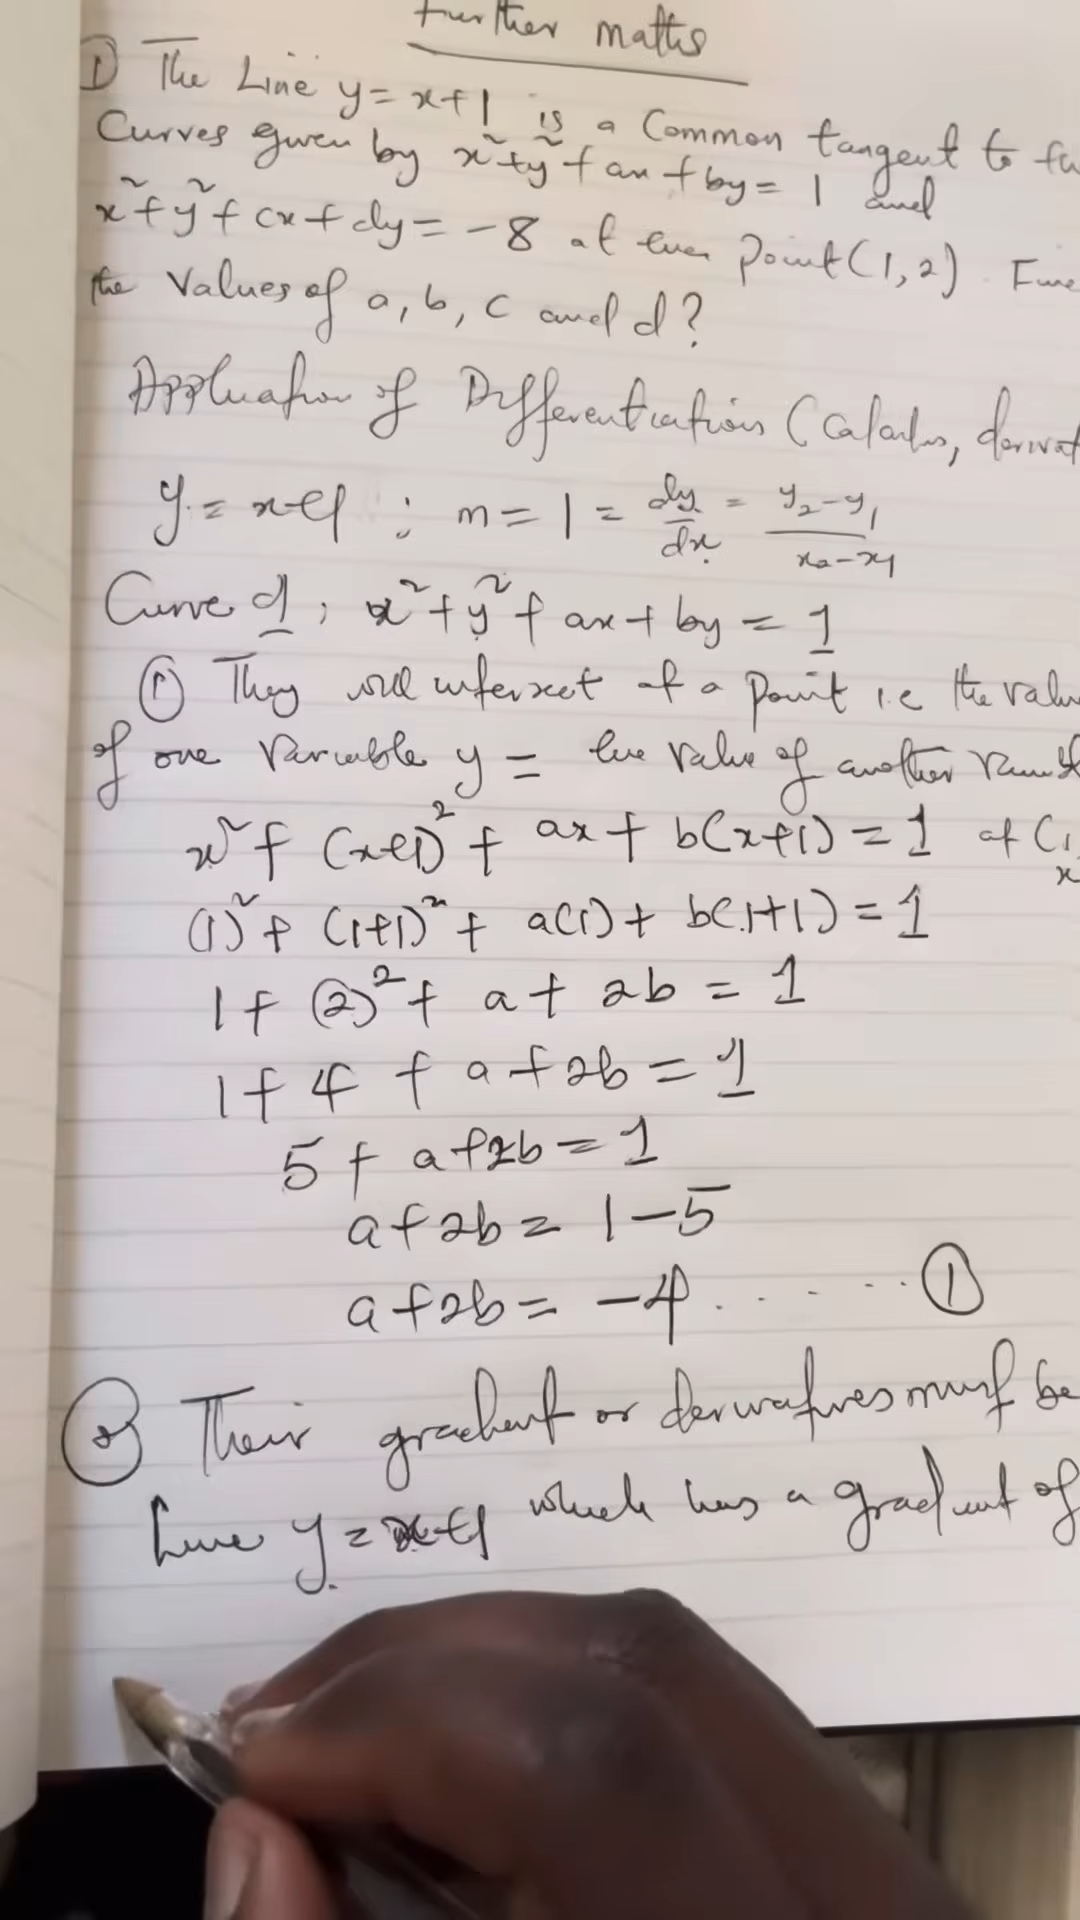 Further maths
① The Line y = x+1 is a Common tangent to
Curves given by x²+y²+ax+by = 1 and
x²+y²+cx+dy = -8 at the point (1,2).
the Values of a, b, c and d?
Application of Differentiation (Calculus,
y = x+1 ; m = 1 = dy/dx = (y₂-y₁)/(x₂-x₁)
Curve 1; x²+y²+ax+by = 1
① They will intersect at a point i.e the
of one Variable y = the value of another
x²+(x+1)²+ax+b(x+1) = 1 at
(1)²+(1+1)²+a(1)+b(1+1) = 1
1+(2)²+a+2b = 1
1+4+a+2b = 1
5+a+2b = 1
a+2b = 1-5
a+2b = -4 ...... ①
② Their gradient or derivatives must be
Line y = x+1 which has a gradient of